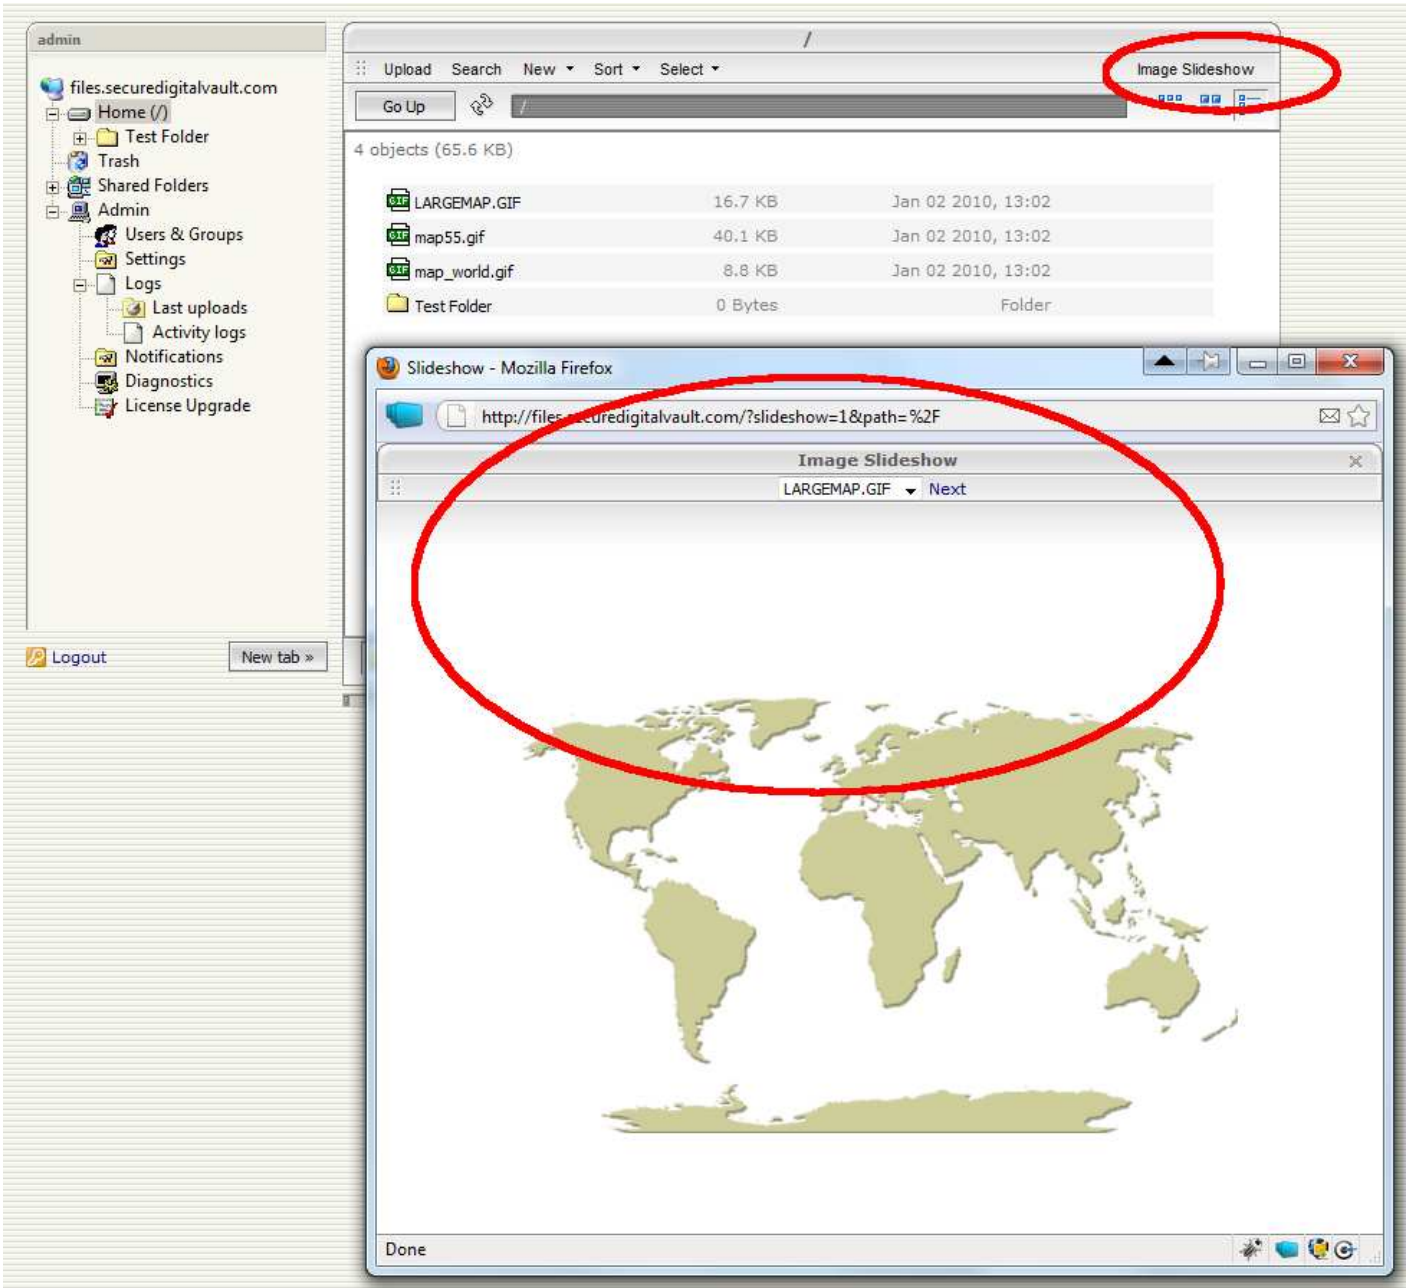 admin
files.securedigitalvault.com
Home (/)
Test Folder
Trash
Shared Folders
Admin
Users & Groups
Settings
Logs
Last uploads
Activity logs
Notifications
Diagnostics
License Upgrade
Logout
New tab »
/
Upload Search New Sort Select Image Slideshow
Go Up /
4 objects (65.6 KB)
GIF LARGEMAP.GIF 16.7 KB Jan 02 2010, 13:02
GIF map55.gif 40.1 KB Jan 02 2010, 13:02
GIF map_world.gif 8.8 KB Jan 02 2010, 13:02
Test Folder 0 Bytes Folder
Slideshow - Mozilla Firefox
http://files.securedigitalvault.com/?slideshow=1&path=%2F
Image Slideshow
LARGEMAP.GIF Next
Done